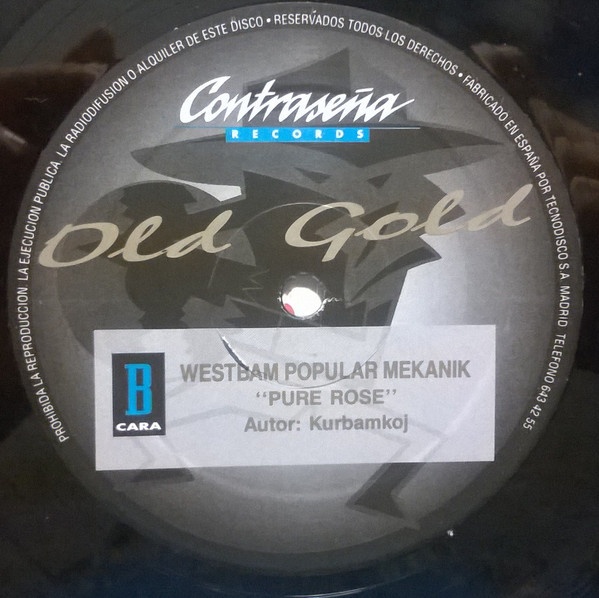 PROHIBIDA LA REPRODUCCION LA EJECUCION PUBLICA LA RADIODIFUSION O ALQUILER DE ESTE DISCO • RESERVADOS TODOS LOS DERECHOS • FABRICADO EN ESPAÑA POR TECNODISCO S.A. MADRID TELEFONO 643 42 55
Contraseña
RECORDS
Old Gold
B
CARA
WESTBAM POPULAR MEKANIK
"PURE ROSE"
Autor: Kurbamkoj